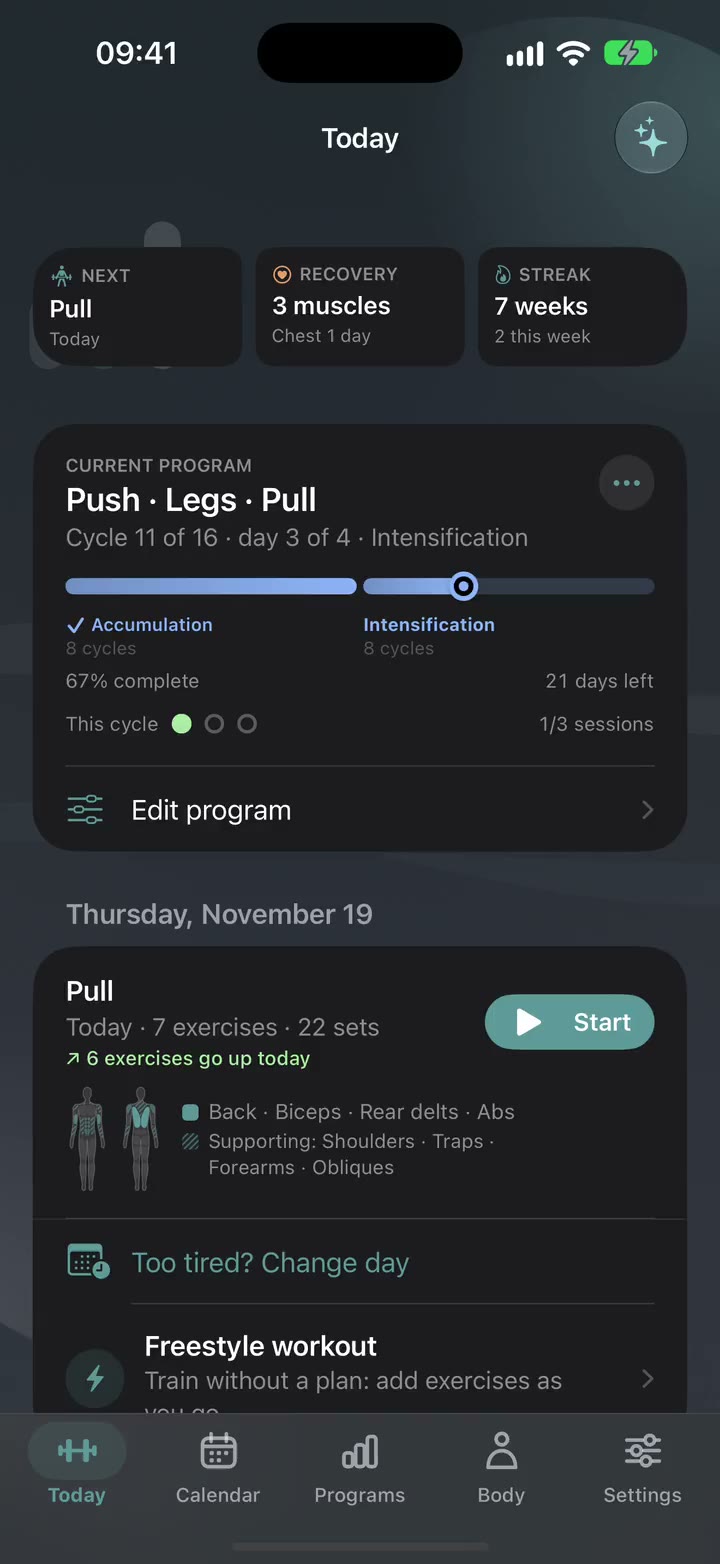 09:41
Today
NEXT
Pull
Today
RECOVERY
3 muscles
Chest 1 day
STREAK
7 weeks
2 this week
CURRENT PROGRAM
Push · Legs · Pull
Cycle 11 of 16 · day 3 of 4 · Intensification
Accumulation
8 cycles
Intensification
8 cycles
67% complete
21 days left
This cycle
1/3 sessions
Edit program
Thursday, November 19
Pull
Today · 7 exercises · 22 sets
↗ 6 exercises go up today
Start
Back · Biceps · Rear delts · Abs
Supporting: Shoulders · Traps ·
Forearms · Obliques
Too tired? Change day
Freestyle workout
Train without a plan: add exercises as
you go
Today
Calendar
Programs
Body
Settings